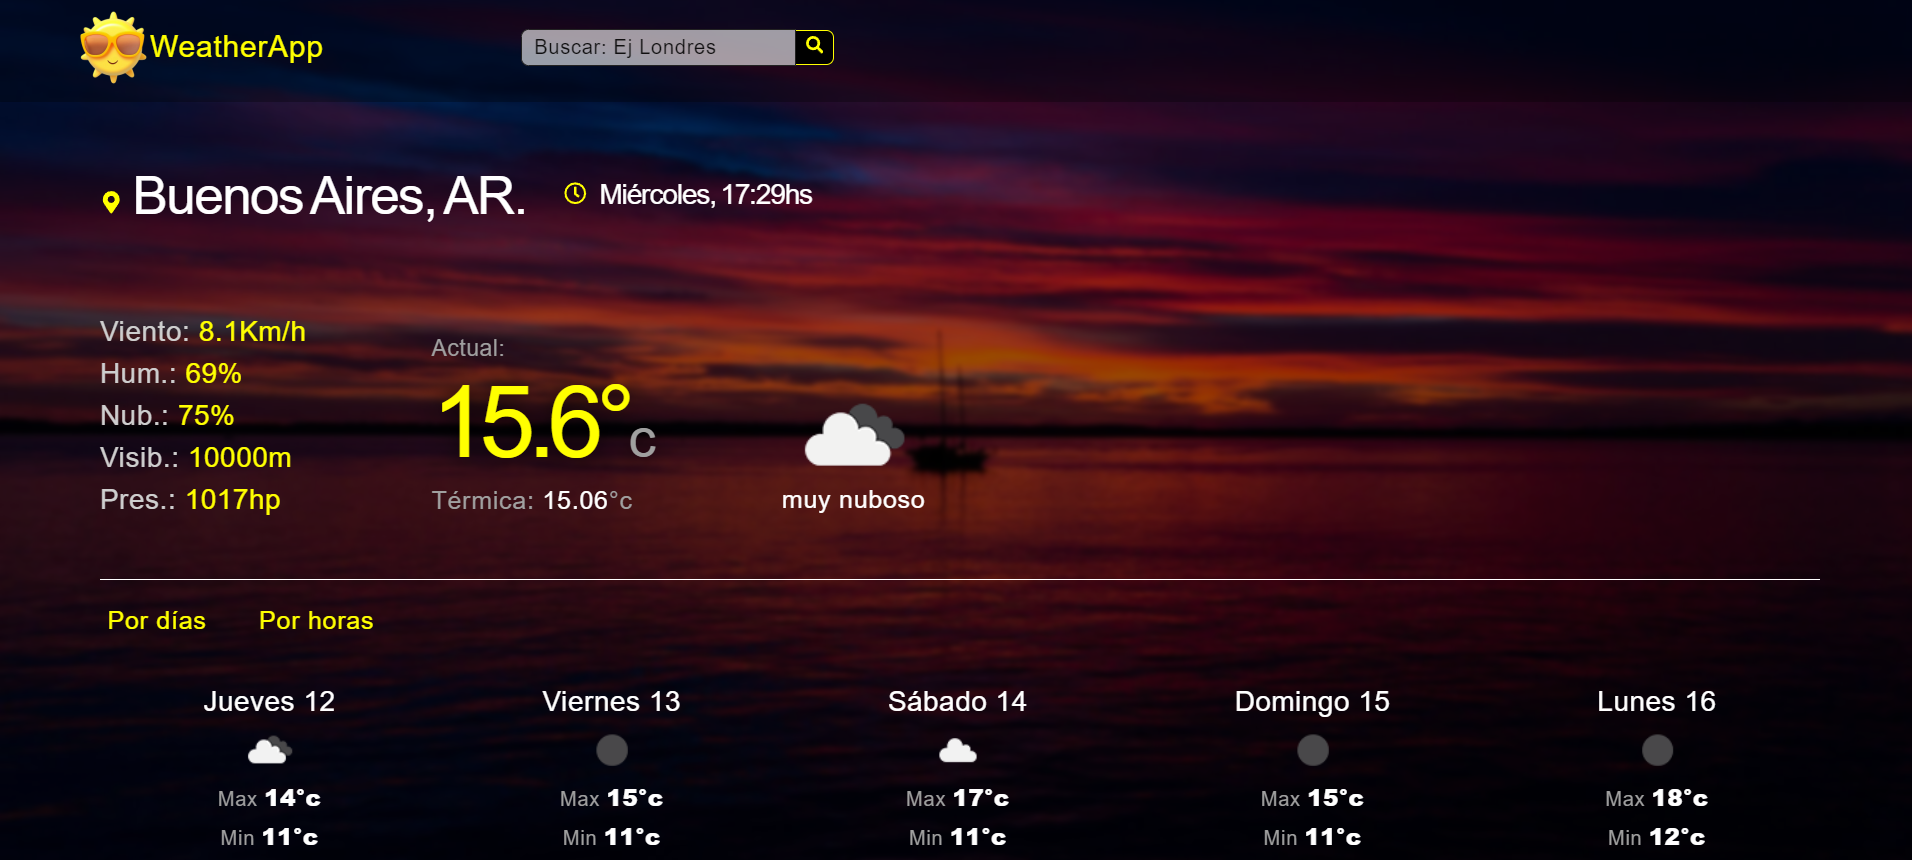 WeatherApp
Buscar: Ej Londres
Buenos Aires, AR.
Miércoles, 17:29hs
Viento: 8.1Km/h
Hum.: 69%
Nub.: 75%
Visib.: 10000m
Pres.: 1017hp
Actual:
15.6° c
Térmica: 15.06°c
muy nuboso
Por días Por horas
Jueves 12
Max 14°c
Min 11°c
Viernes 13
Max 15°c
Min 11°c
Sábado 14
Max 17°c
Min 11°c
Domingo 15
Max 15°c
Min 11°c
Lunes 16
Max 18°c
Min 12°c